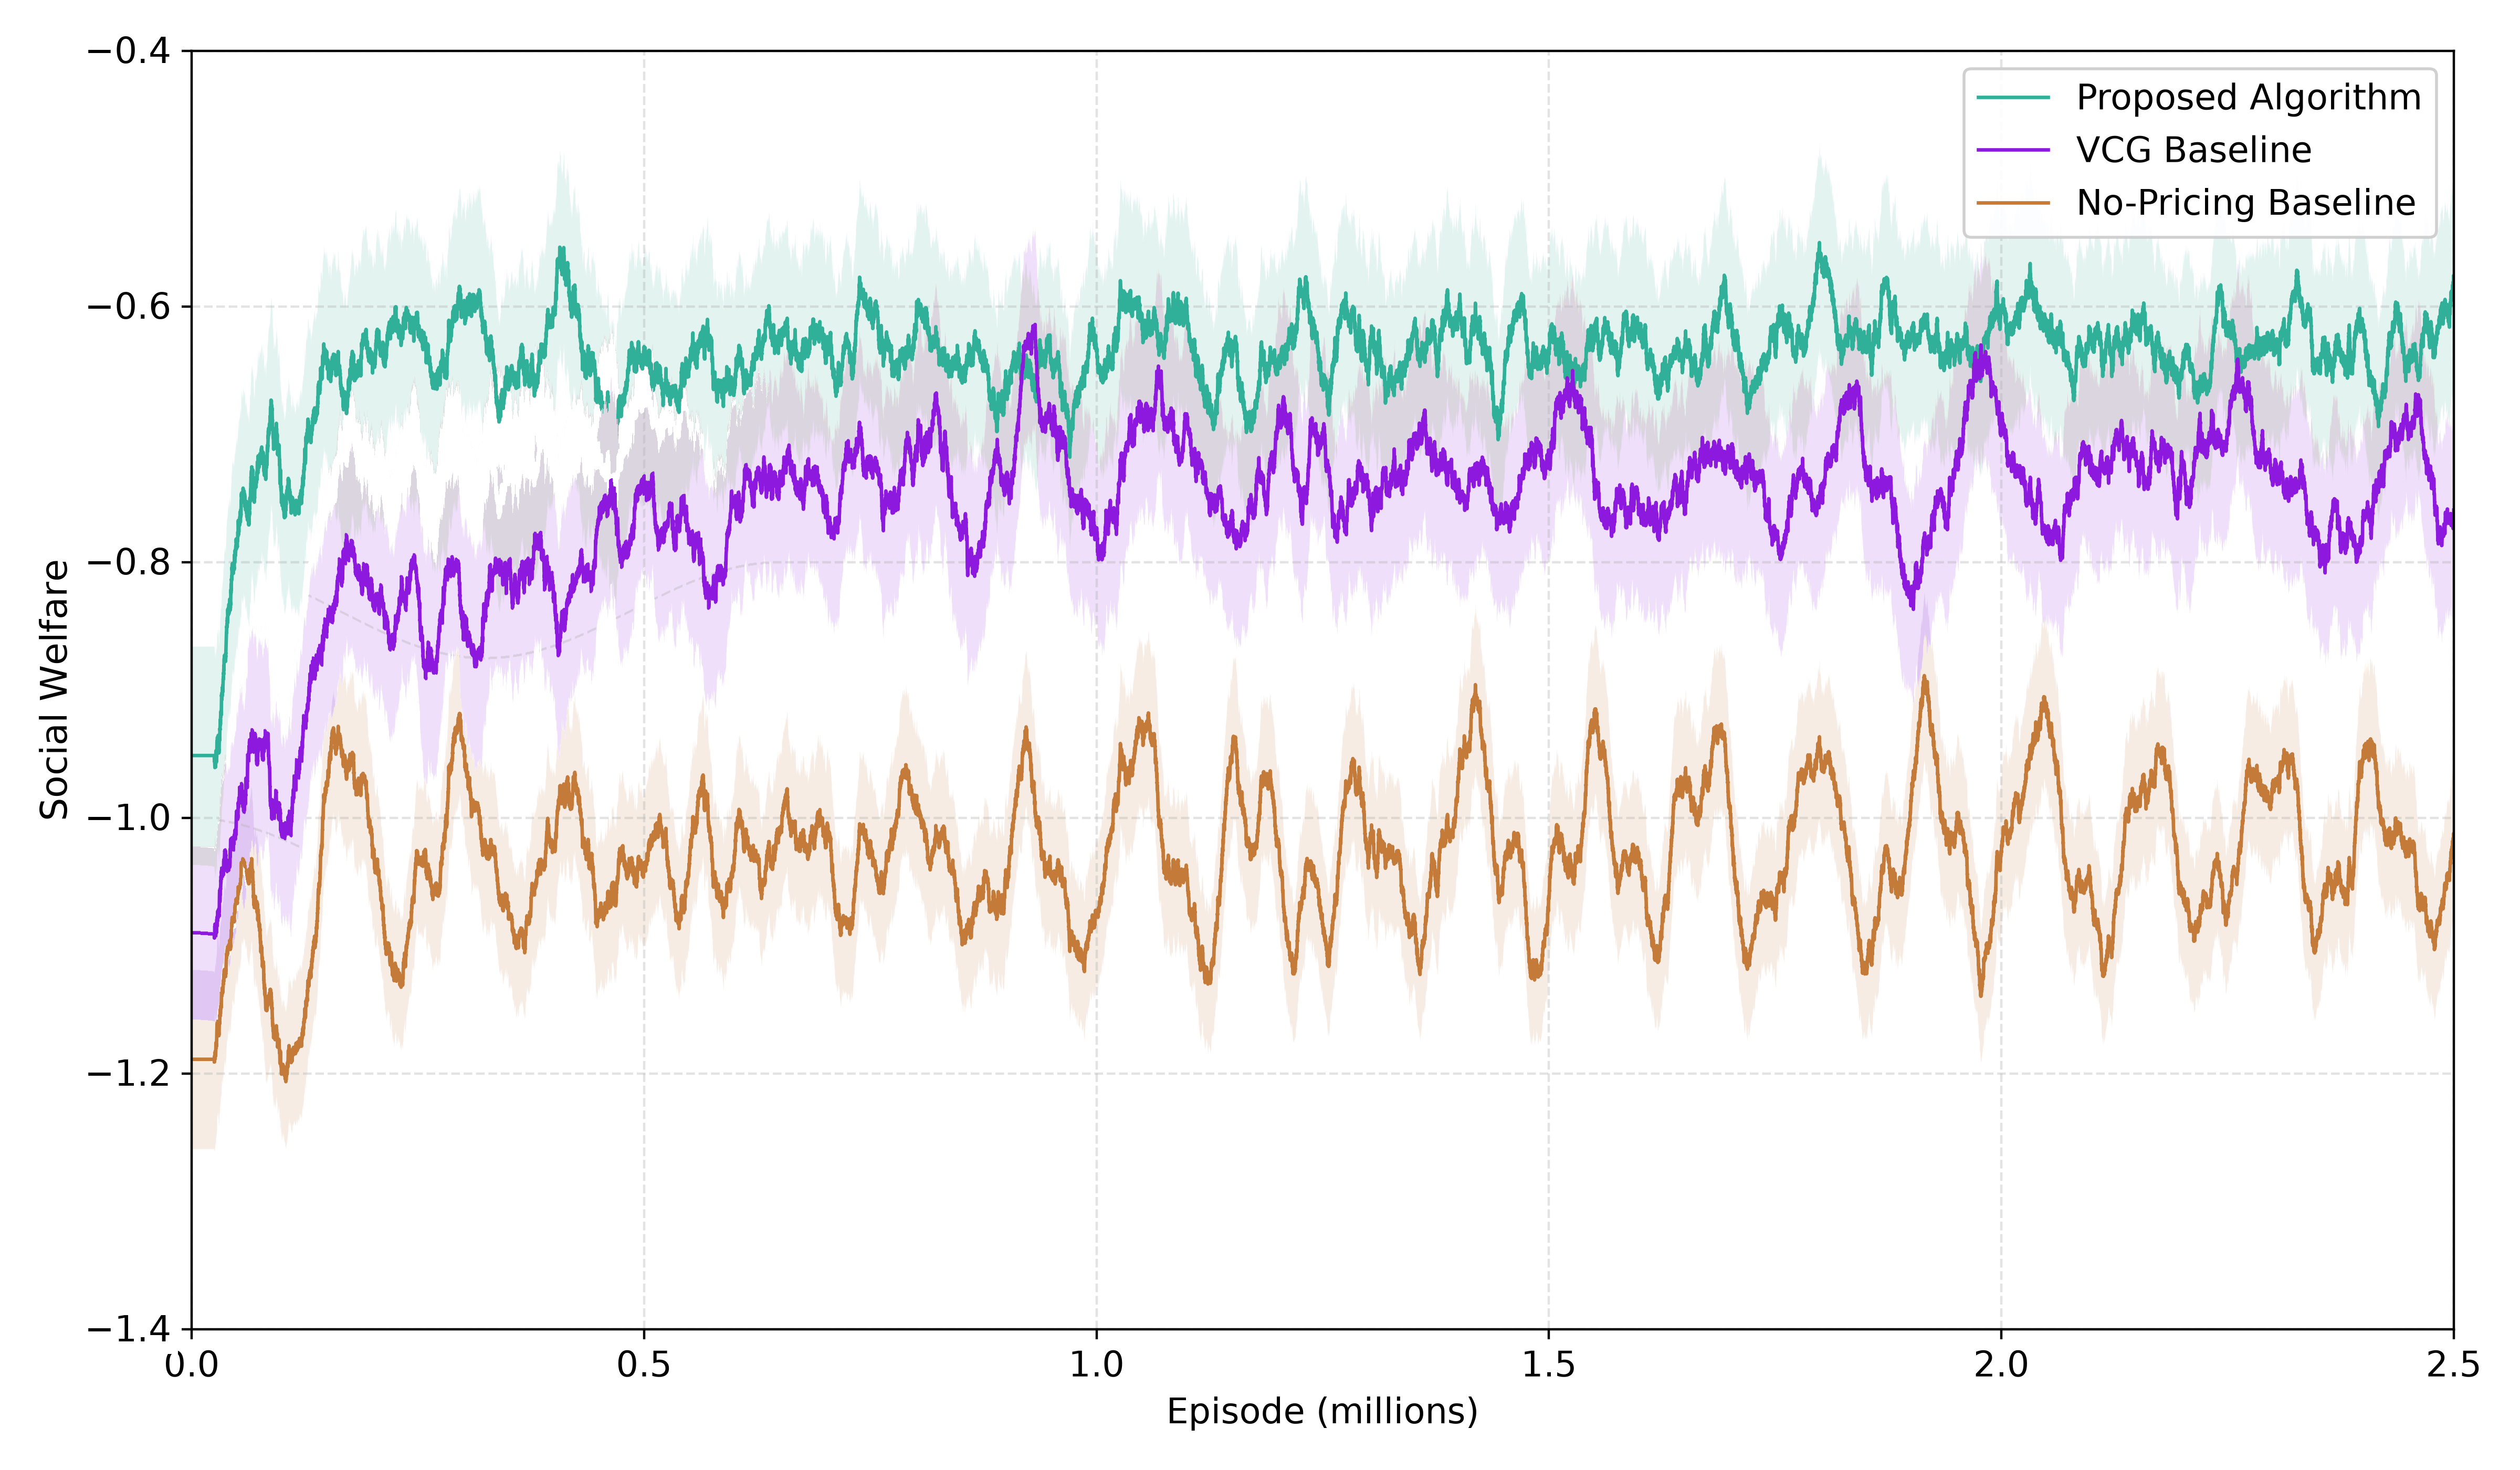 −0.4
−0.6
−0.8
−1.0
−1.2
−1.4
Social Welfare
Proposed Algorithm
VCG Baseline
No-Pricing Baseline
0.0 0.5 1.0 1.5 2.0 2.5
Episode (millions)